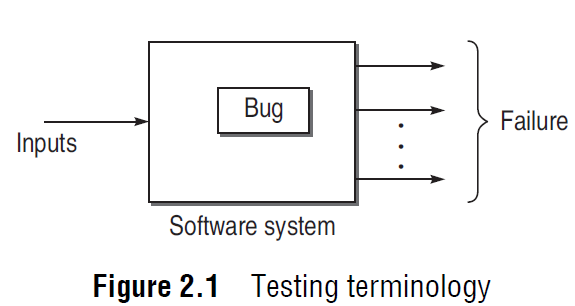 Bug
Inputs
Failure
Software system
Figure 2.1 Testing terminology